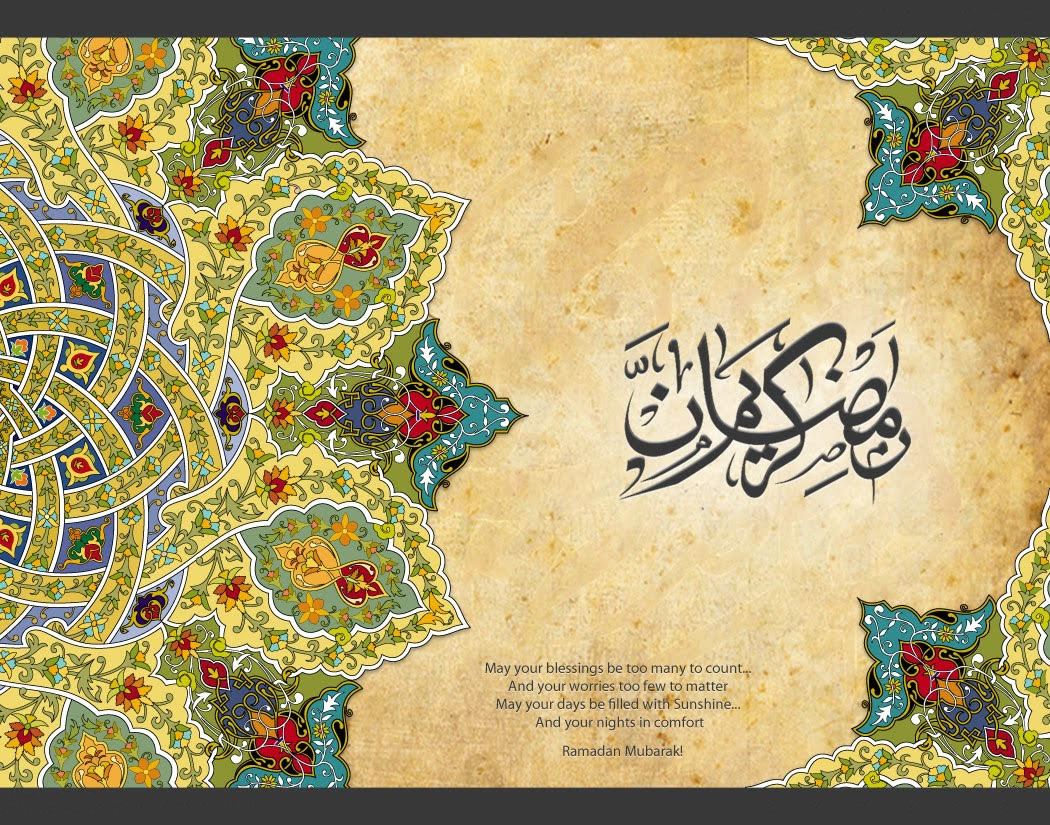 رمضان كريم
May your blessings be too many to count...
And your worries too few to matter
May your days be filled with Sunshine...
And your nights in comfort
Ramadan Mubarak!